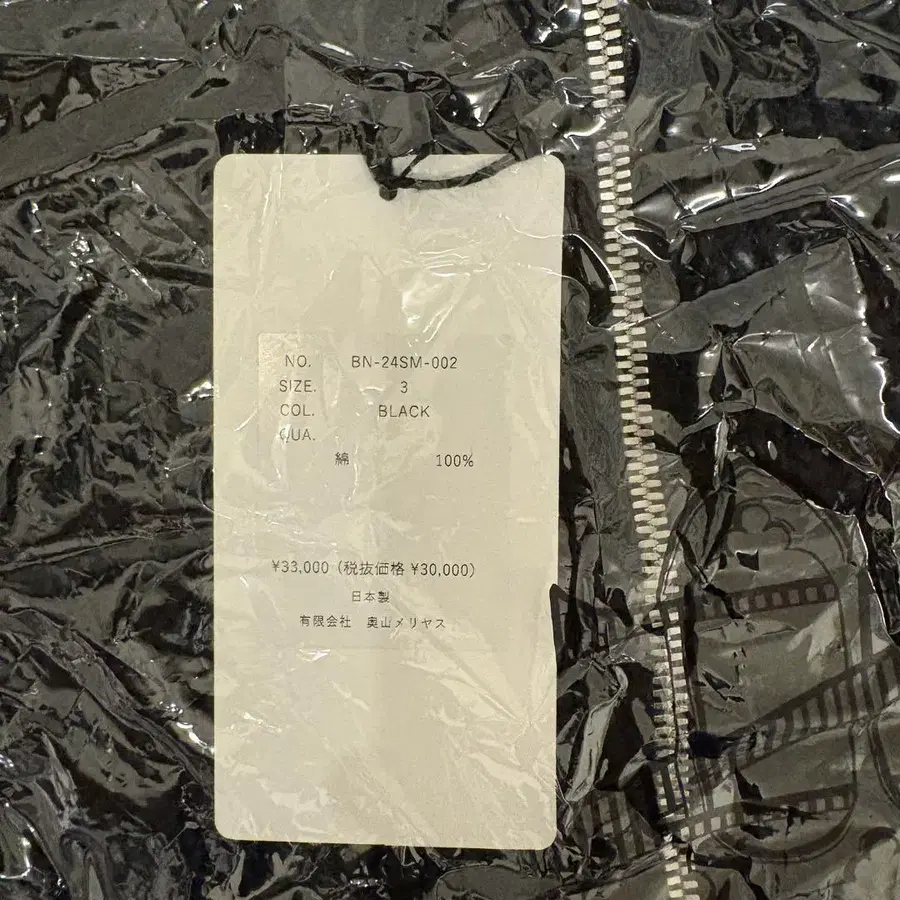 NO. BN-24SM-002
SIZE. 3
COL. BLACK
QUA.
綿 100%
¥33,000 (税抜価格 ¥30,000)
日本製
有限会社 奥山メリヤス